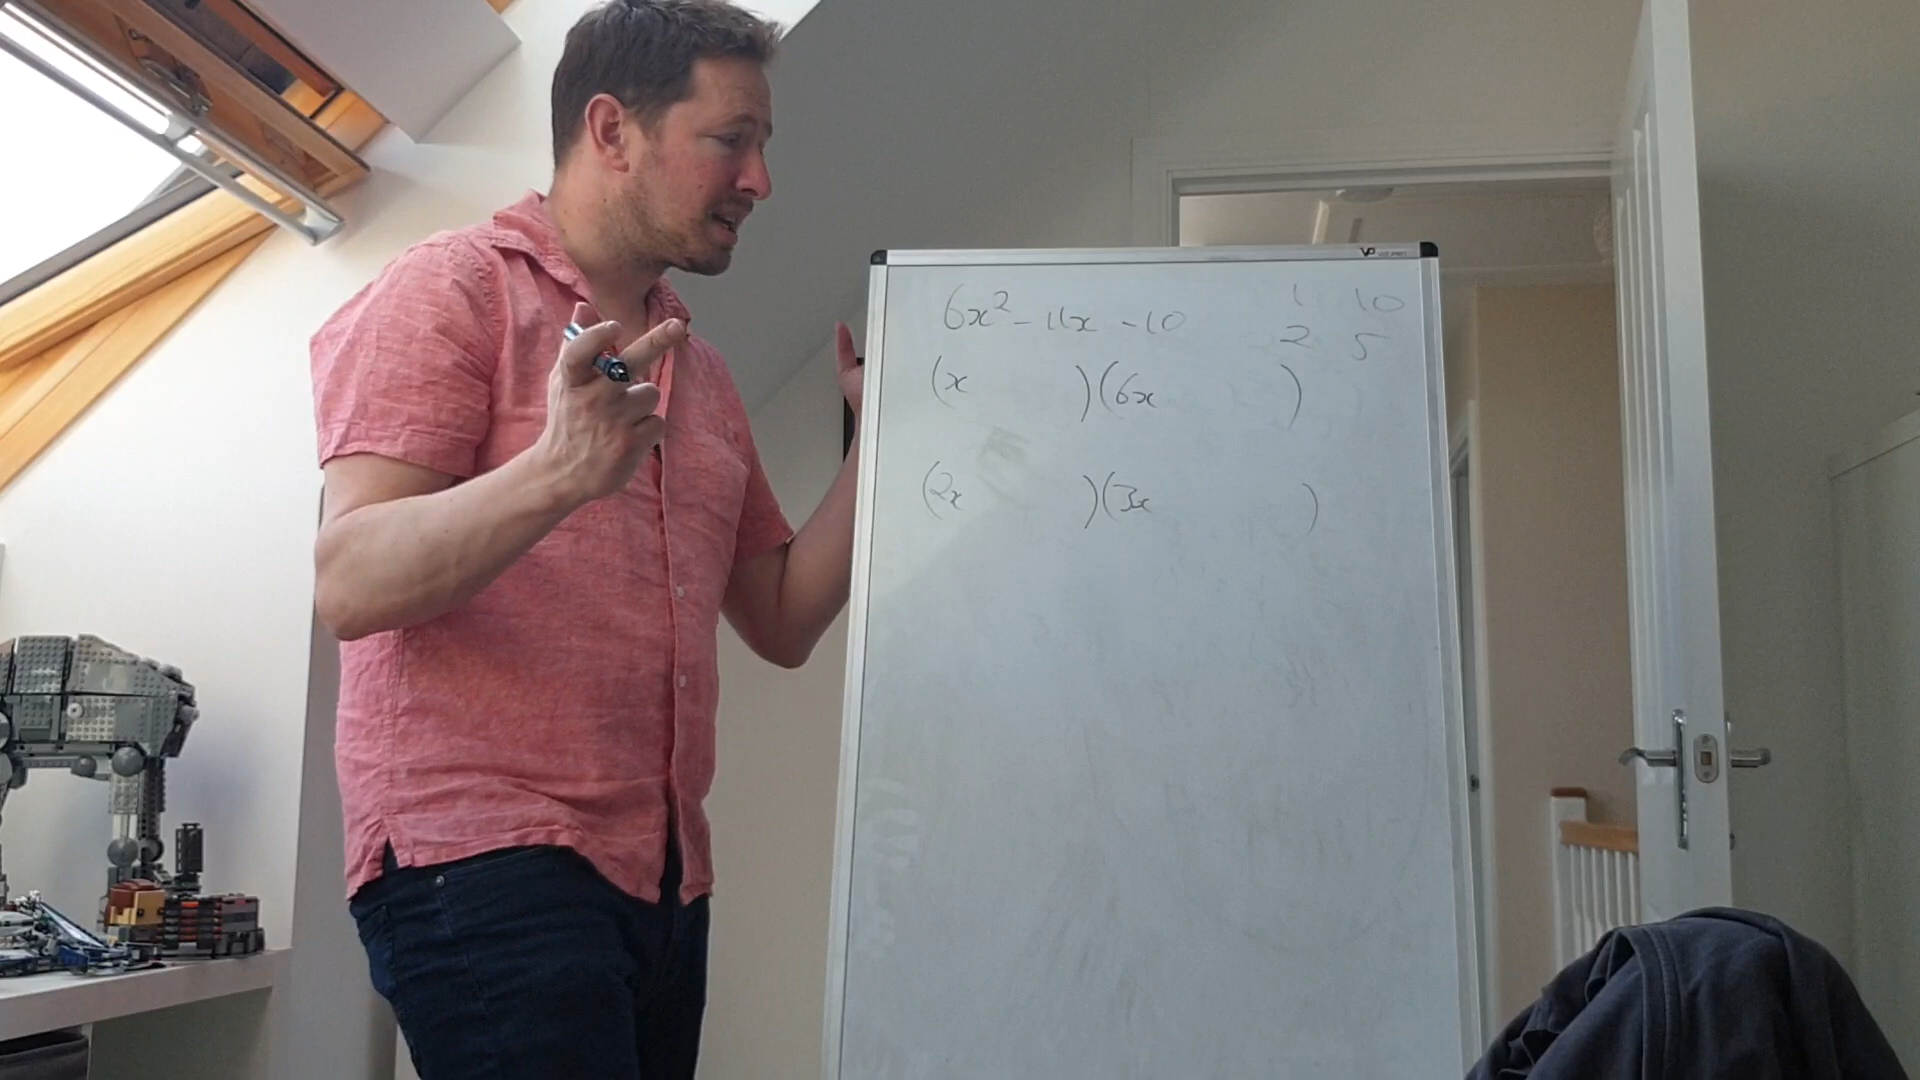 6x² - 11x - 10
1 10
2 5
(x )(6x )
(2x )(3x )